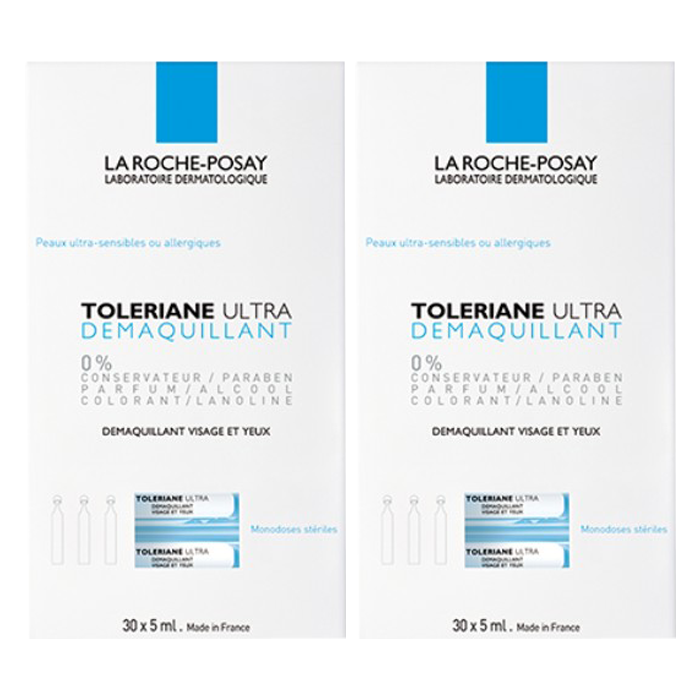 LA ROCHE-POSAY
LABORATOIRE DERMATOLOGIQUE
Peaux ultra-sensibles ou allergiques
TOLERIANE ULTRA
DEMAQUILLANT
0%
CONSERVATEUR / PARABEN
PARFUM / ALCOOL
COLORANT / LANOLINE
DEMAQUILLANT VISAGE ET YEUX
TOLERIANE ULTRA
DEMAQUILLANT
VISAGE ET YEUX
Monodoses stériles
TOLERIANE ULTRA
DEMAQUILLANT
VISAGE ET YEUX
30 x 5 ml. Made in France
LA ROCHE-POSAY
LABORATOIRE DERMATOLOGIQUE
Peaux ultra-sensibles ou allergiques
TOLERIANE ULTRA
DEMAQUILLANT
0%
CONSERVATEUR / PARABEN
PARFUM / ALCOOL
COLORANT / LANOLINE
DEMAQUILLANT VISAGE ET YEUX
TOLERIANE ULTRA
DEMAQUILLANT
VISAGE ET YEUX
Monodoses stériles
TOLERIANE ULTRA
DEMAQUILLANT
VISAGE ET YEUX
30 x 5 ml. Made in France